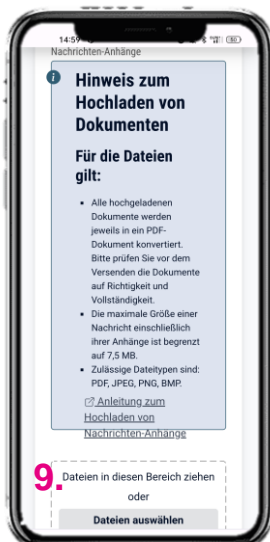 14:59
Nachrichten-Anhänge
Hinweis zum
Hochladen von
Dokumenten
Für die Dateien
gilt:
• Alle hochgeladenen
Dokumente werden
jeweils in ein PDF-
Dokument konvertiert.
Bitte prüfen Sie vor dem
Versenden die Dokumente
auf Richtigkeit und
Vollständigkeit.
• Die maximale Größe einer
Nachricht einschließlich
ihrer Anhänge ist begrenzt
auf 7,5 MB.
• Zulässige Dateitypen sind:
PDF, JPEG, PNG, BMP.
Anleitung zum
Hochladen von
Nachrichten-Anhänge
9.
Dateien in diesen Bereich ziehen
oder
Dateien auswählen